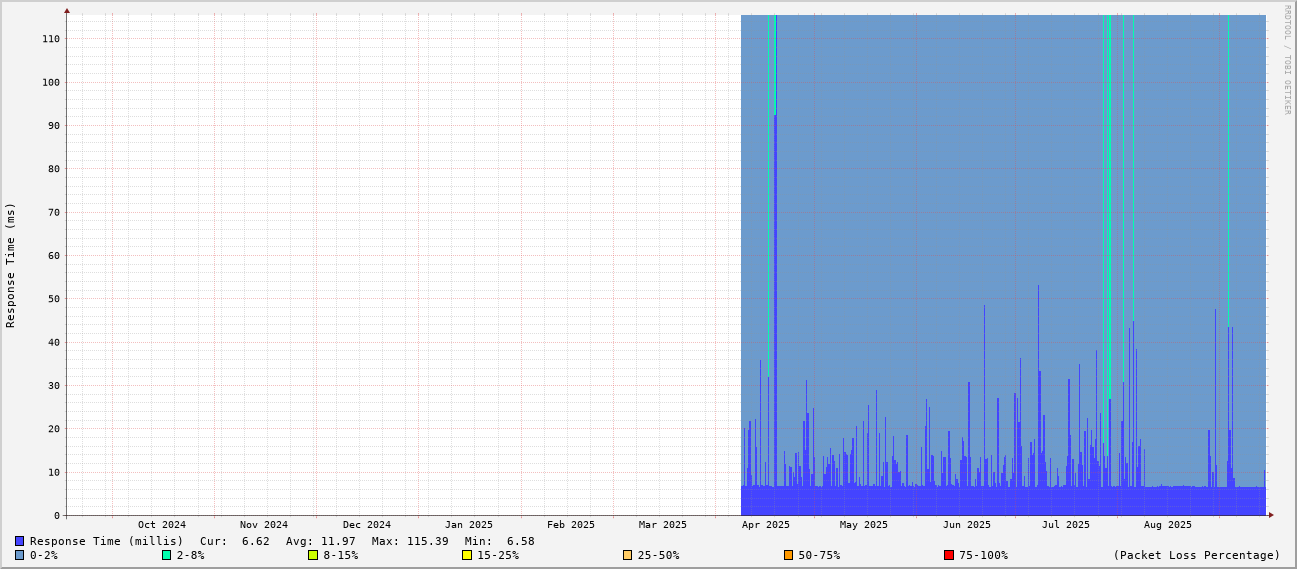 RRDTOOL / TOBI OETIKER
Response Time (ms)
110
100
90
80
70
60
50
40
30
20
10
0
Oct 2024 Nov 2024 Dec 2024 Jan 2025 Feb 2025 Mar 2025 Apr 2025 May 2025 Jun 2025 Jul 2025 Aug 2025
Response Time (millis) Cur: 6.62 Avg: 11.97 Max: 115.39 Min: 6.58
0-2% 2-8% 8-15% 15-25% 25-50% 50-75% 75-100% (Packet Loss Percentage)